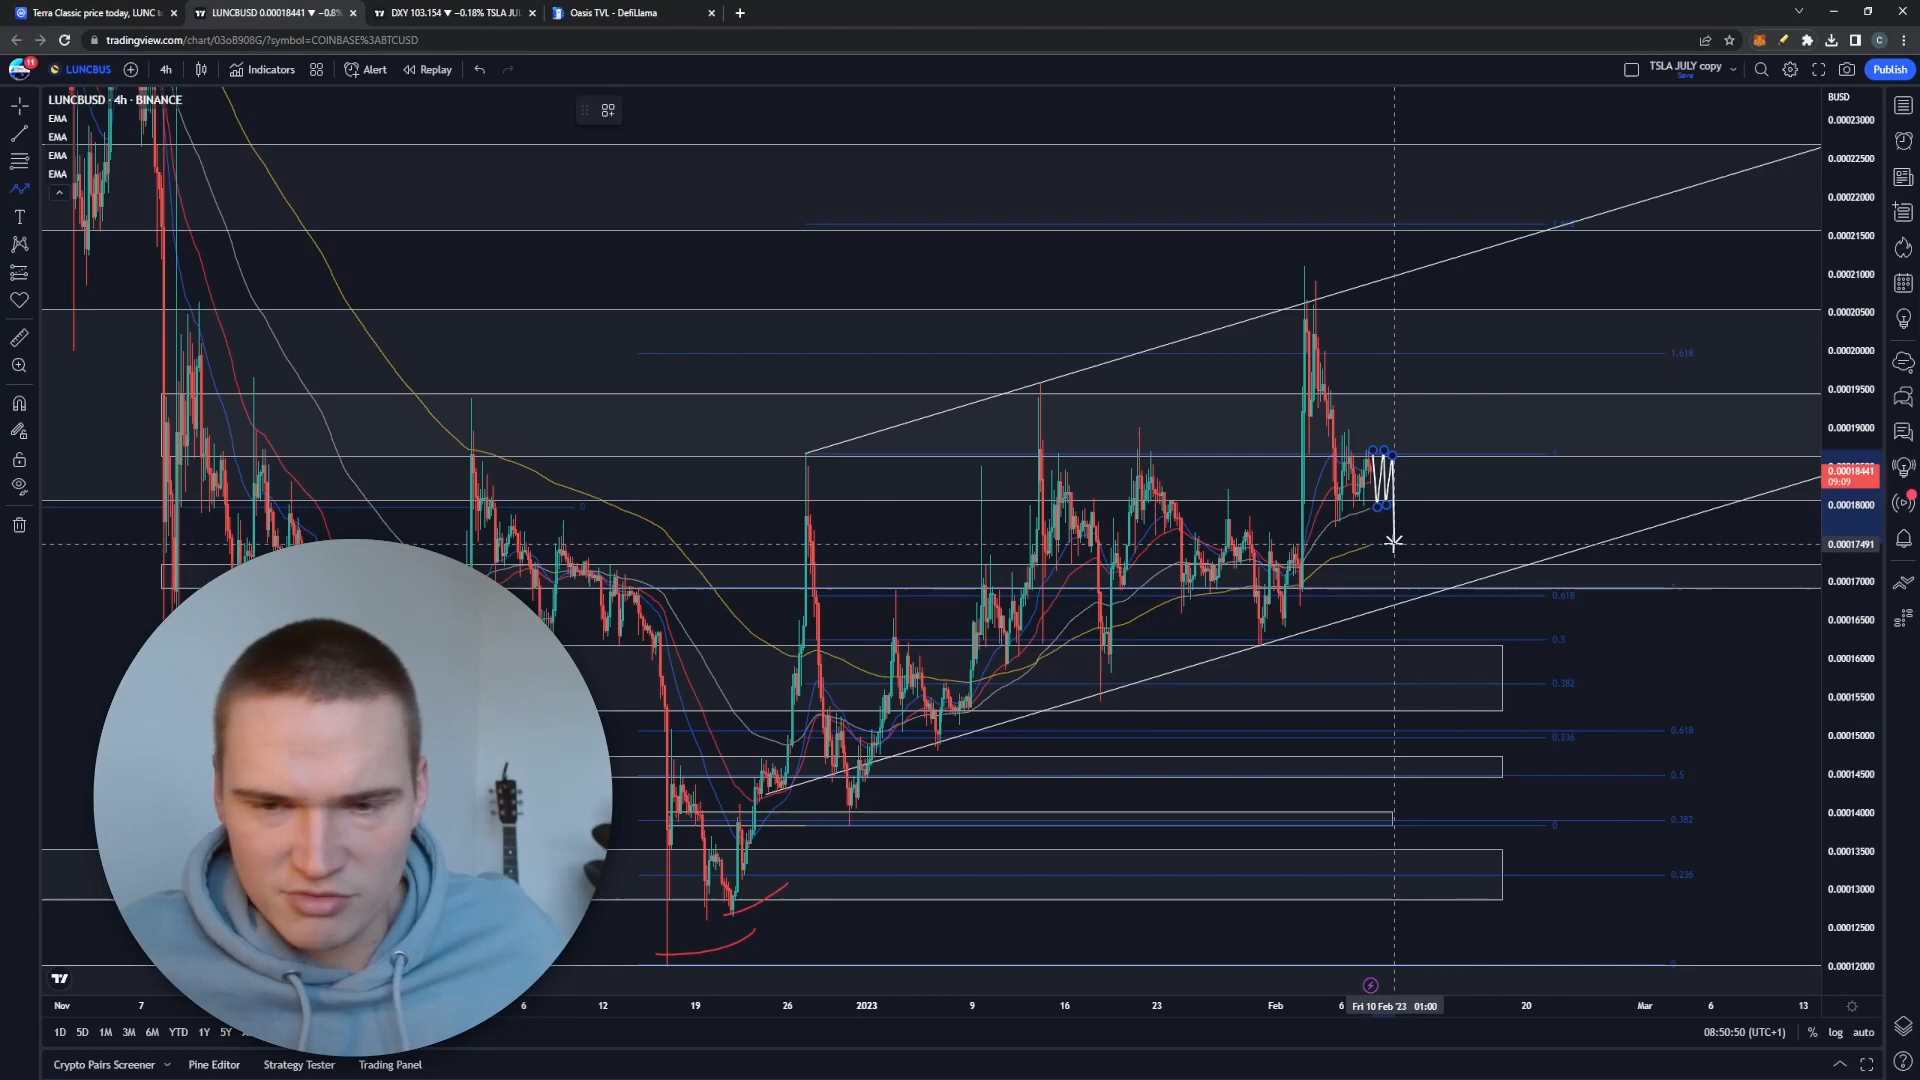 Terra Classic price today, LUNC t
LUNCBUSD 0.00018441 ▼ −0.8%
DXY 103.154 ▼ −0.18% TSLA JUL
Oasis TVL - DefiLlama
tradingview.com/chart/03oB908G/?symbol=COINBASE%3ABTCUSD
11
LUNCBUS
4h
Indicators
Alert
Replay
TSLA JULY copy
Save
Publish
LUNCBUSD · 4h · BINANCE
EMA
EMA
EMA
EMA
BUSD
0.00023000
0.00022500
0.00022000
0.00021500
0.00021000
0.00020500
0.00020000
0.00019500
0.00019000
0.00018441
09:09
0.00018000
0.00017491
0.00017000
0.00016500
0.00016000
0.00015500
0.00015000
0.00014500
0.00014000
0.00013500
0.00013000
0.00012500
0.00012000
1.618
1
0
0.618
0.5
0.382
0.618
0.236
0.5
0.382
0
0.236
0
Nov
7
6
12
19
26
2023
9
16
23
Feb
6
Fri 10 Feb '23 01:00
20
Mar
6
13
1D
5D
1M
3M
6M
YTD
1Y
5Y
08:50:50 (UTC+1)
%
log
auto
Crypto Pairs Screener
Pine Editor
Strategy Tester
Trading Panel